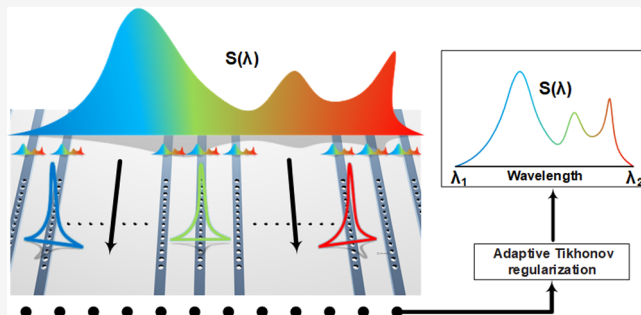 S(λ)
S(λ)
λ₁
Wavelength
λ₂
Adaptive Tikhonov
regularization